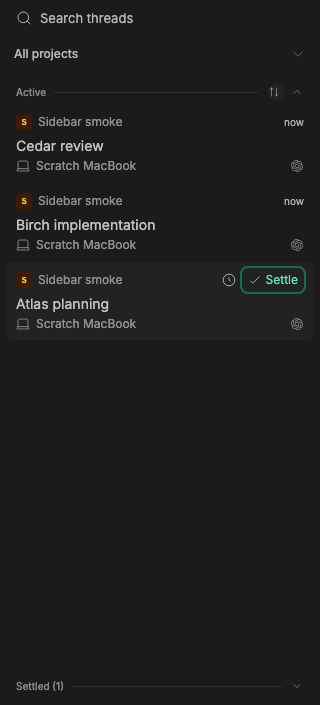 Search threads
All projects
Active
S Sidebar smoke now
Cedar review
Scratch MacBook
S Sidebar smoke now
Birch implementation
Scratch MacBook
S Sidebar smoke Settle
Atlas planning
Scratch MacBook
Settled (1)